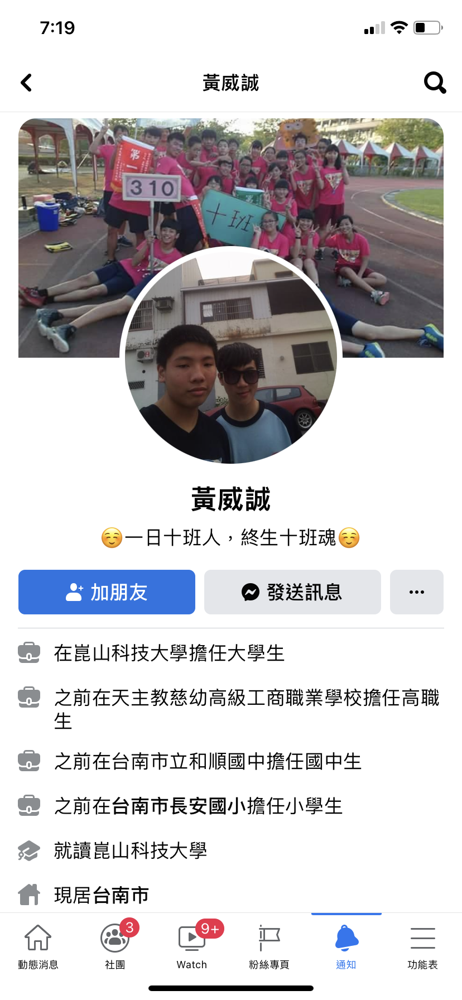 7:19
黃威誠
第一
310
十班
黃威誠
☺️一日十班人，終生十班魂☺️
加朋友
發送訊息
在崑山科技大學擔任大學生
之前在天主教慈幼高級工商職業學校擔任高職
生
之前在台南市立和順國中擔任國中生
之前在台南市長安國小擔任小學生
就讀崑山科技大學
現居台南市
3
9+
動態消息
社團
Watch
粉絲專頁
通知
功能表